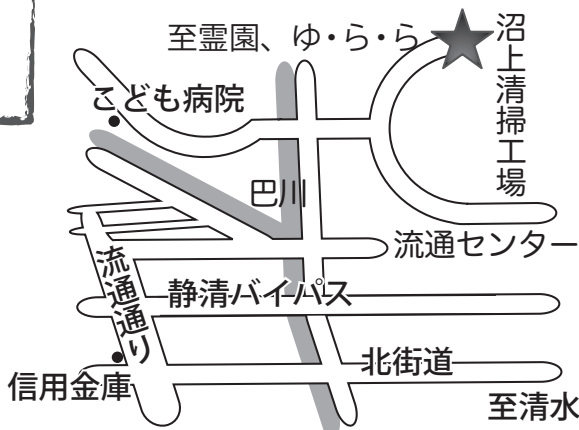 至霊園、ゆ・ら・ら
沼上清掃工場
こども病院
巴川
流通センター
流通通り
静清バイパス
北街道
信用金庫
至清水